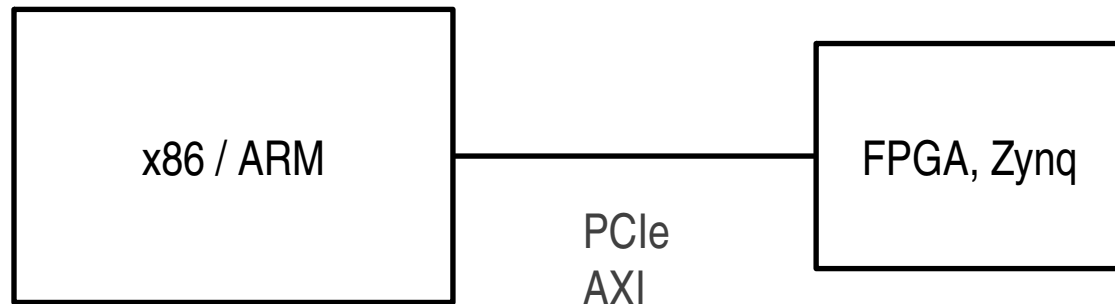 x86 / ARM
FPGA, Zynq
PCIe
AXI